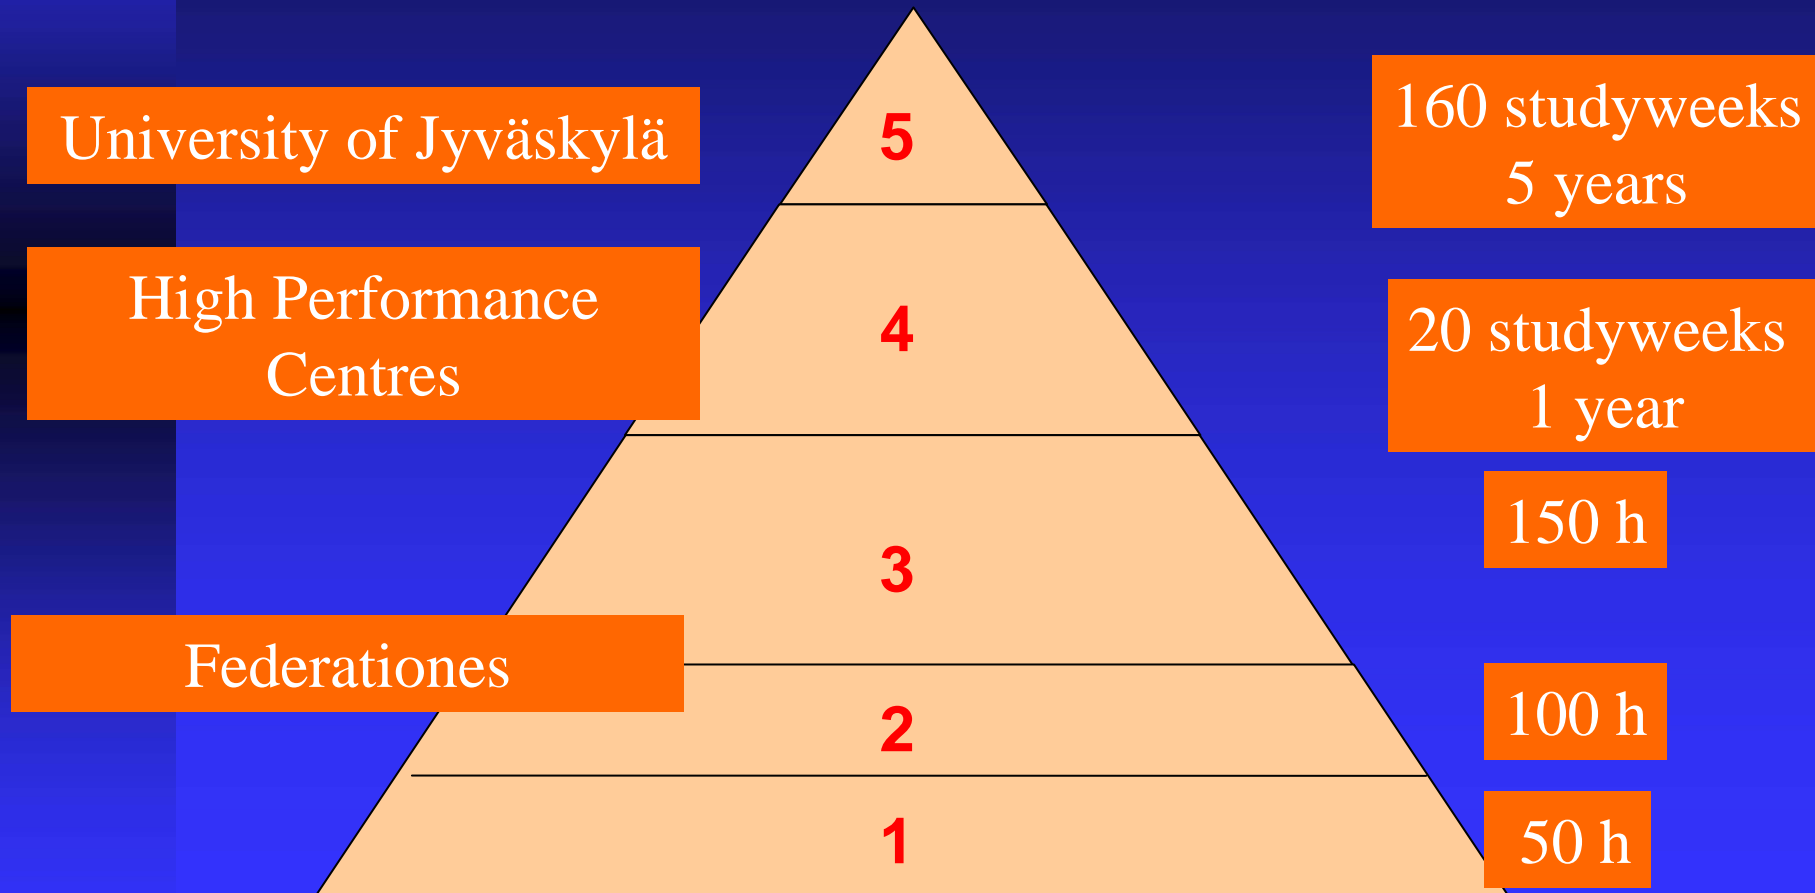 University of Jyväskylä
5
160 studyweeks
5 years
High Performance
Centres
4
20 studyweeks
1 year
3
150 h
Federationes
2
100 h
1
50 h